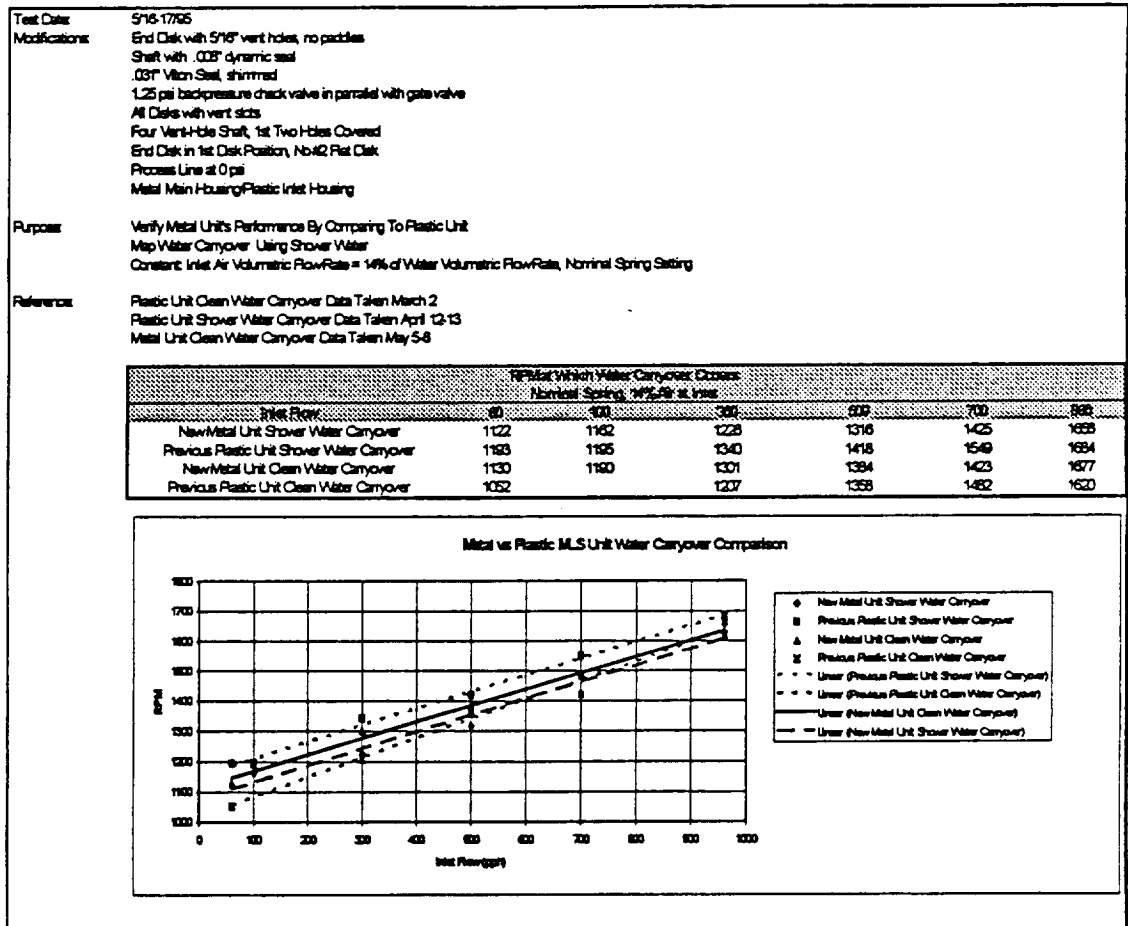 Test Date: 5/16-17/95
Modifications: End Disk with 5/16" vent holes, no paddles
Shaft with .008" dynamic seal
.031" Viton Seal, shimmed
1.25 psi backpressure check valve in parrallel with gate valve
All Disks with vent slots
Four Vent-Hole Shaft, 1st Two Holes Covered
End Disk in 1st Disk Position, No #2 Flat Disk
Process Line at 0 psi
Metal Main Housing/Plastic Inlet Housing
Purpose: Verify Metal Unit's Performance By Comparing To Plastic Unit
Map Water Carryover Using Shower Water
Constant: Inlet Air Volumetric FlowRate = 14% of Water Volumetric FlowRate, Nominal Spring Setting
Reference: Plastic Unit Clean Water Carryover Data Taken March 2
Plastic Unit Shower Water Carryover Data Taken April 12-13
Metal Unit Clean Water Carryover Data Taken May 5-8
RPM at Which Water Carryover Occurs
Nominal Spring, 14% Air at Inlet
Inlet Flow 60 100 700
New Metal Unit Shower Water Carryover 1122 1162 1228 1316 1425
Previous Plastic Unit Shower Water Carryover 1193 1195 1340 1418 1549 1684
New Metal Unit Clean Water Carryover 1130 1190 1301 1384 1423 1677
Previous Plastic Unit Clean Water Carryover 1052 1207 1358 1482 1620
Metal vs Plastic MLS Unit Water Carryover Comparison
1800
1700
1600
1500
1400
1300
1200
1100
1000
RPM
0 100 200 300 400 500 600 700 800 900 1000
Inlet Flow (pph)
New Metal Unit Shower Water Carryover
Previous Plastic Unit Shower Water Carryover
New Metal Unit Clean Water Carryover
Previous Plastic Unit Clean Water Carryover
Linear (Previous Plastic Unit Shower Water Carryover)
Linear (Previous Plastic Unit Clean Water Carryover)
Linear (New Metal Unit Clean Water Carryover)
Linear (New Metal Unit Shower Water Carryover)